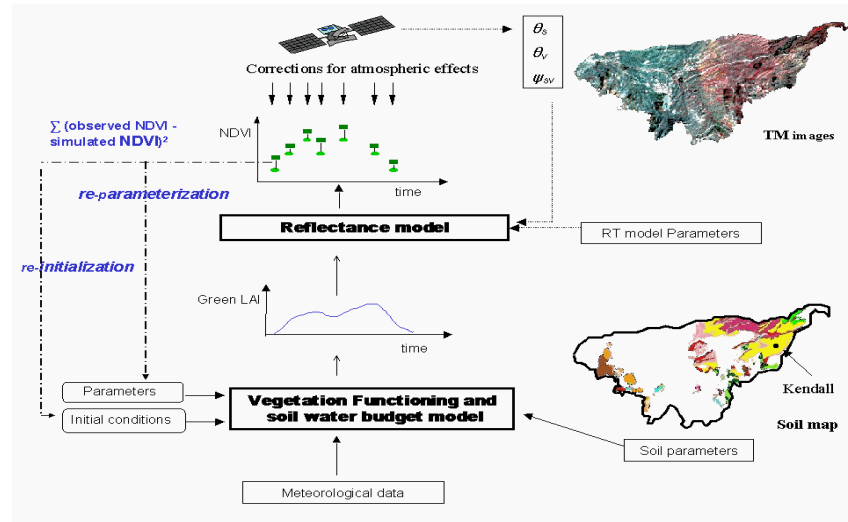 θs
θv
Ψsv
Corrections for atmospheric effects
TM images
NDVI
time
∑ (observed NDVI -
simulated NDVI)²
re-parameterization
Reflectance model
RT model Parameters
re-initialization
Green LAI
time
Kendall
Soil map
Parameters
Initial conditions
Vegetation Functioning and
soil water budget model
Soil parameters
Meteorological data